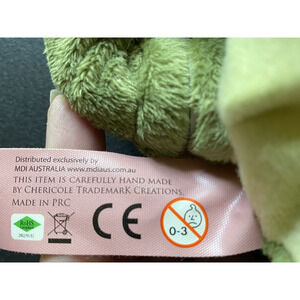 Distributed exclusively by
MDI AUSTRALIA www.mdiaus.com.au
THIS ITEM IS CAREFULLY HAND MADE
BY CHERICOLE TRADEMARK CREATIONS.
MADE IN PRC
RoHS
CE
0-3